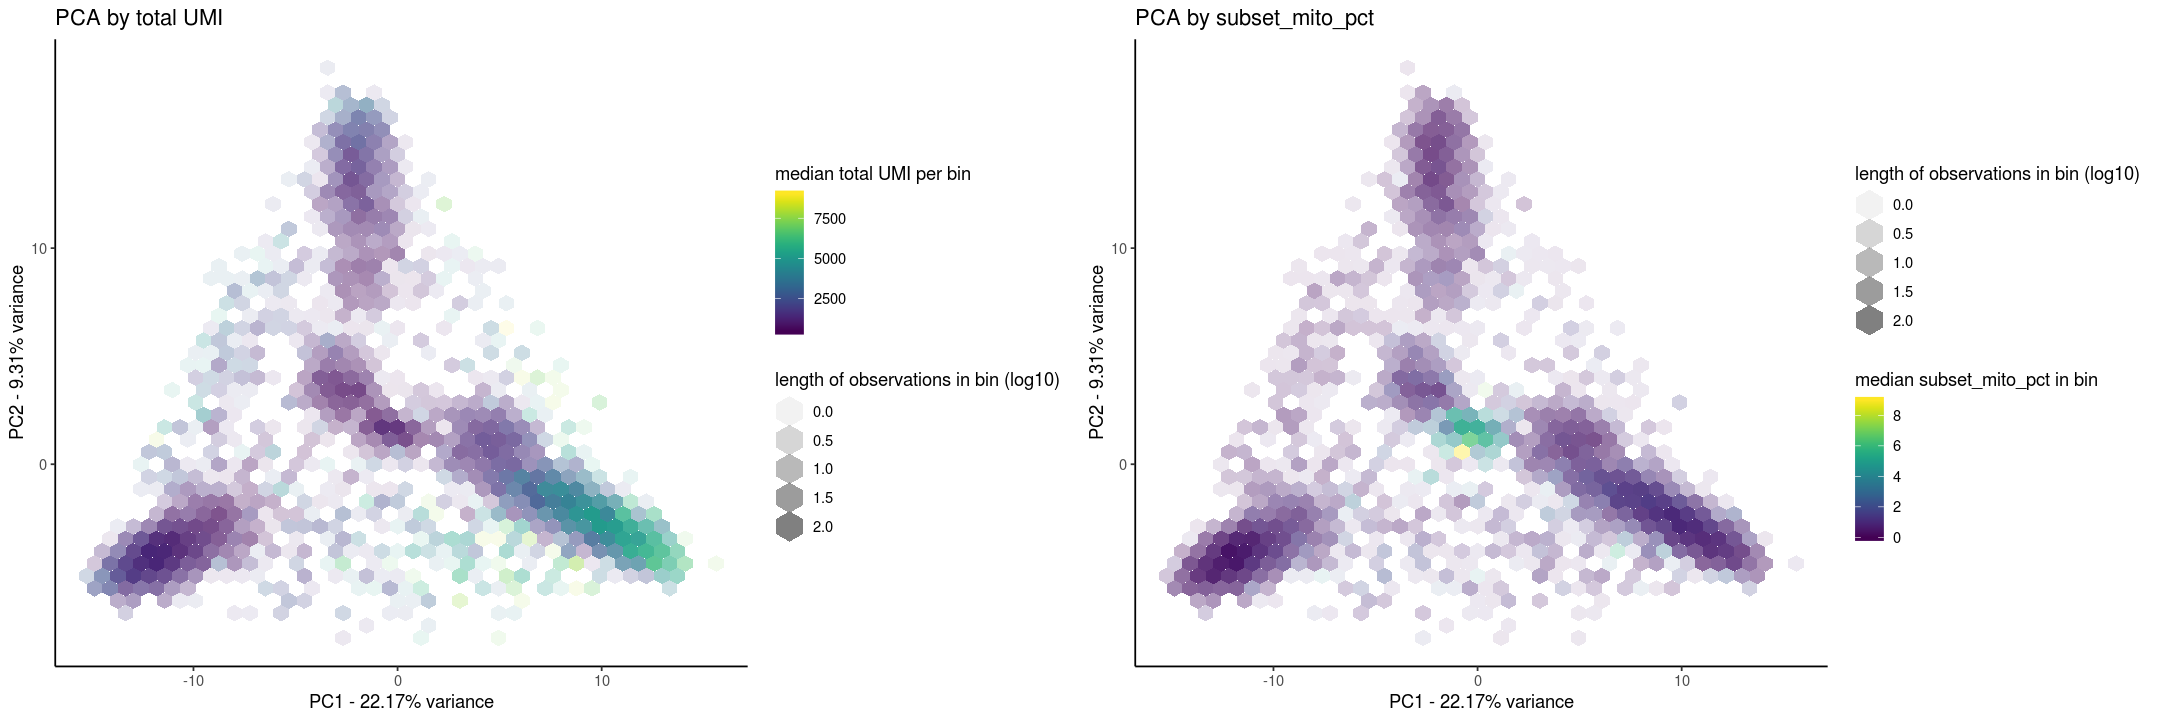 PCA by total UMI
PC2 - 9.31% variance
10
0
-10
0
10
PC1 - 22.17% variance
median total UMI per bin
7500
5000
2500
length of observations in bin (log10)
0.0
0.5
1.0
1.5
2.0
PCA by subset_mito_pct
PC2 - 9.31% variance
10
0
-10
0
10
PC1 - 22.17% variance
length of observations in bin (log10)
0.0
0.5
1.0
1.5
2.0
median subset_mito_pct in bin
8
6
4
2
0